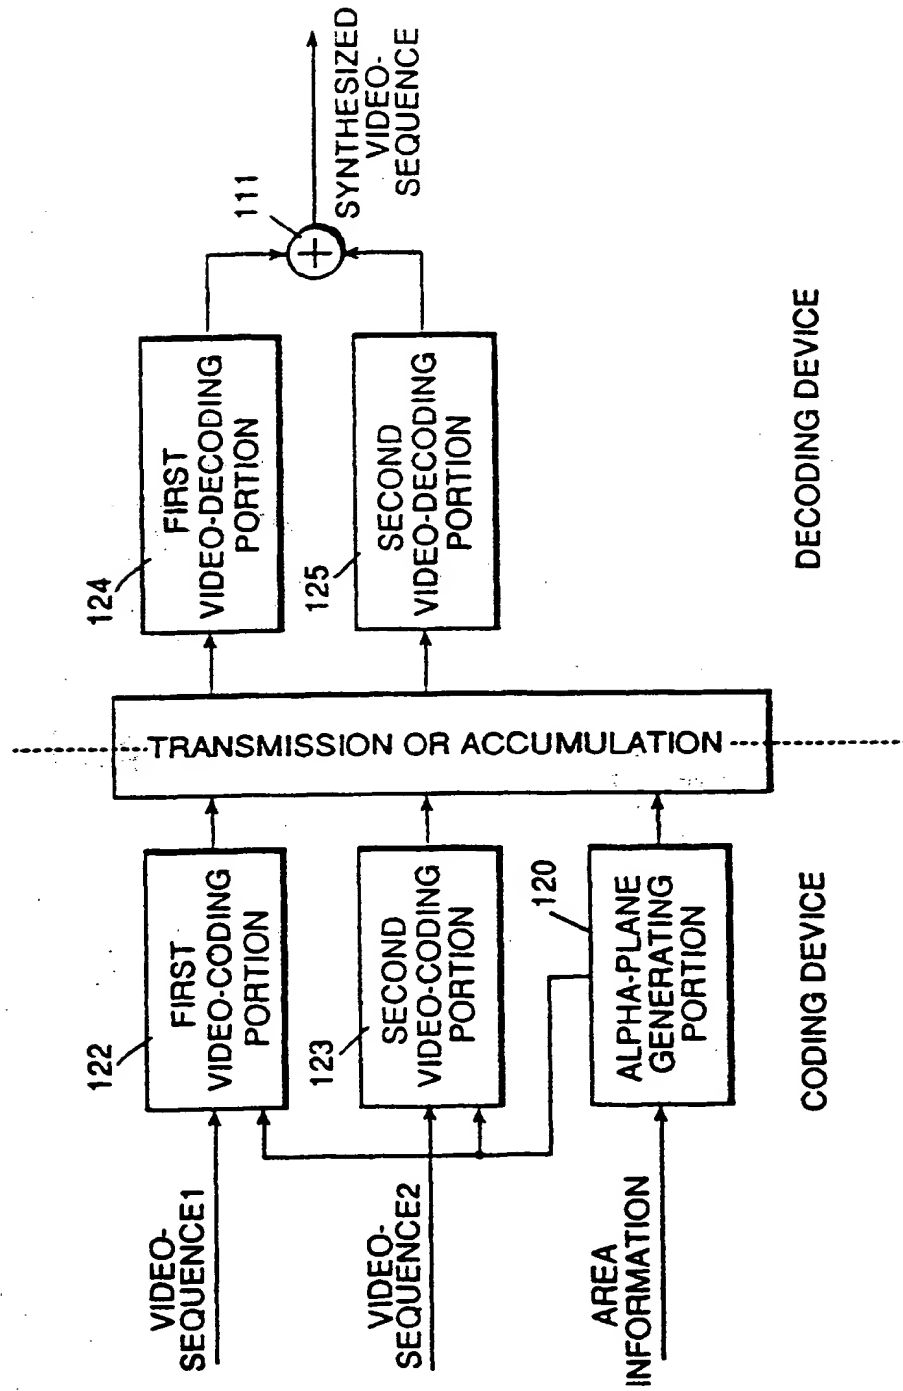 VIDEO-
SEQUENCE1
122
FIRST
VIDEO-CODING
PORTION
VIDEO-
SEQUENCE2
123
SECOND
VIDEO-CODING
PORTION
AREA
INFORMATION
120
ALPHA-PLANE
GENERATING
PORTION
CODING DEVICE
TRANSMISSION OR ACCUMULATION
124
FIRST
VIDEO-DECODING
PORTION
125
SECOND
VIDEO-DECODING
PORTION
111
SYNTHESIZED
VIDEO-
SEQUENCE
DECODING DEVICE